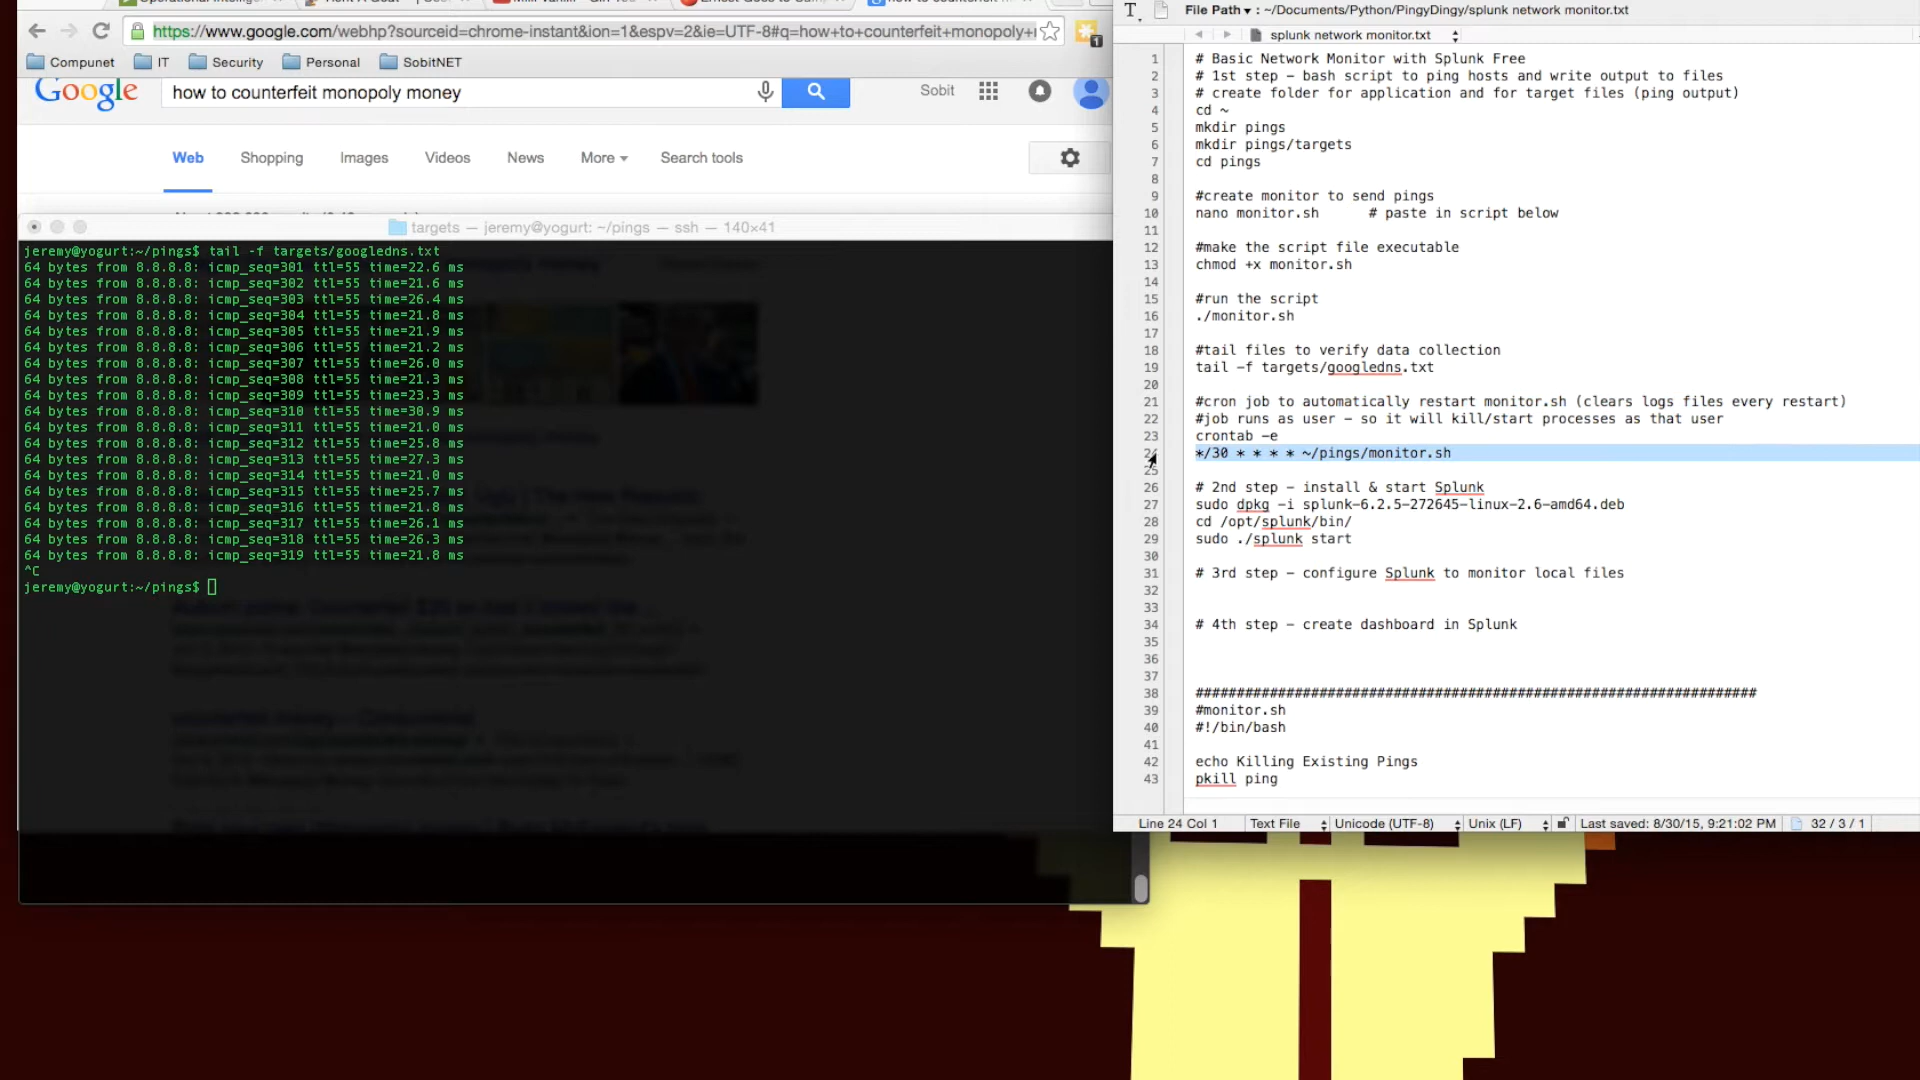 https://www.google.com/webhp?sourceid=chrome-instant&ion=1&espv=2&ie=UTF-8#q=how+to+counterfeit+monopoly+
1
Compunet IT Security Personal SobitNET
Google how to counterfeit monopoly money Sobit
Web Shopping Images Videos News More Search tools
targets — jeremy@yogurt: ~/pings — ssh — 140×41
jeremy@yogurt:~/pings$ tail -f targets/googledns.txt
64 bytes from 8.8.8.8: icmp_seq=301 ttl=55 time=22.6 ms
64 bytes from 8.8.8.8: icmp_seq=302 ttl=55 time=21.6 ms
64 bytes from 8.8.8.8: icmp_seq=303 ttl=55 time=26.4 ms
64 bytes from 8.8.8.8: icmp_seq=304 ttl=55 time=21.8 ms
64 bytes from 8.8.8.8: icmp_seq=305 ttl=55 time=21.9 ms
64 bytes from 8.8.8.8: icmp_seq=306 ttl=55 time=21.2 ms
64 bytes from 8.8.8.8: icmp_seq=307 ttl=55 time=26.0 ms
64 bytes from 8.8.8.8: icmp_seq=308 ttl=55 time=21.3 ms
64 bytes from 8.8.8.8: icmp_seq=309 ttl=55 time=23.3 ms
64 bytes from 8.8.8.8: icmp_seq=310 ttl=55 time=30.9 ms
64 bytes from 8.8.8.8: icmp_seq=311 ttl=55 time=21.0 ms
64 bytes from 8.8.8.8: icmp_seq=312 ttl=55 time=25.8 ms
64 bytes from 8.8.8.8: icmp_seq=313 ttl=55 time=27.3 ms
64 bytes from 8.8.8.8: icmp_seq=314 ttl=55 time=21.0 ms
64 bytes from 8.8.8.8: icmp_seq=315 ttl=55 time=25.7 ms
64 bytes from 8.8.8.8: icmp_seq=316 ttl=55 time=21.8 ms
64 bytes from 8.8.8.8: icmp_seq=317 ttl=55 time=26.1 ms
64 bytes from 8.8.8.8: icmp_seq=318 ttl=55 time=26.3 ms
64 bytes from 8.8.8.8: icmp_seq=319 ttl=55 time=21.8 ms
^C
jeremy@yogurt:~/pings$
File Path ▾ : ~/Documents/Python/PingyDingy/splunk network monitor.txt
splunk network monitor.txt
1 # Basic Network Monitor with Splunk Free
2 # 1st step – bash script to ping hosts and write output to files
3 # create folder for application and for target files (ping output)
4 cd ~
5 mkdir pings
6 mkdir pings/targets
7 cd pings
8
9 #create monitor to send pings
10 nano monitor.sh # paste in script below
11
12 #make the script file executable
13 chmod +x monitor.sh
14
15 #run the script
16 ./monitor.sh
17
18 #tail files to verify data collection
19 tail -f targets/googledns.txt
20
21 #cron job to automatically restart monitor.sh (clears logs files every restart)
22 #job runs as user – so it will kill/start processes as that user
23 crontab -e
24 */30 * * * * ~/pings/monitor.sh
25
26 # 2nd step – install & start Splunk
27 sudo dpkg -i splunk-6.2.5-272645-linux-2.6-amd64.deb
28 cd /opt/splunk/bin/
29 sudo ./splunk start
30
31 # 3rd step – configure Splunk to monitor local files
32
33
34 # 4th step – create dashboard in Splunk
35
36
37
38 ####################################################################
39 #monitor.sh
40 #!/bin/bash
41
42 echo Killing Existing Pings
43 pkill ping
Line 24 Col 1 Text File Unicode (UTF-8) Unix (LF) Last saved: 8/30/15, 9:21:02 PM 32 / 3 / 1